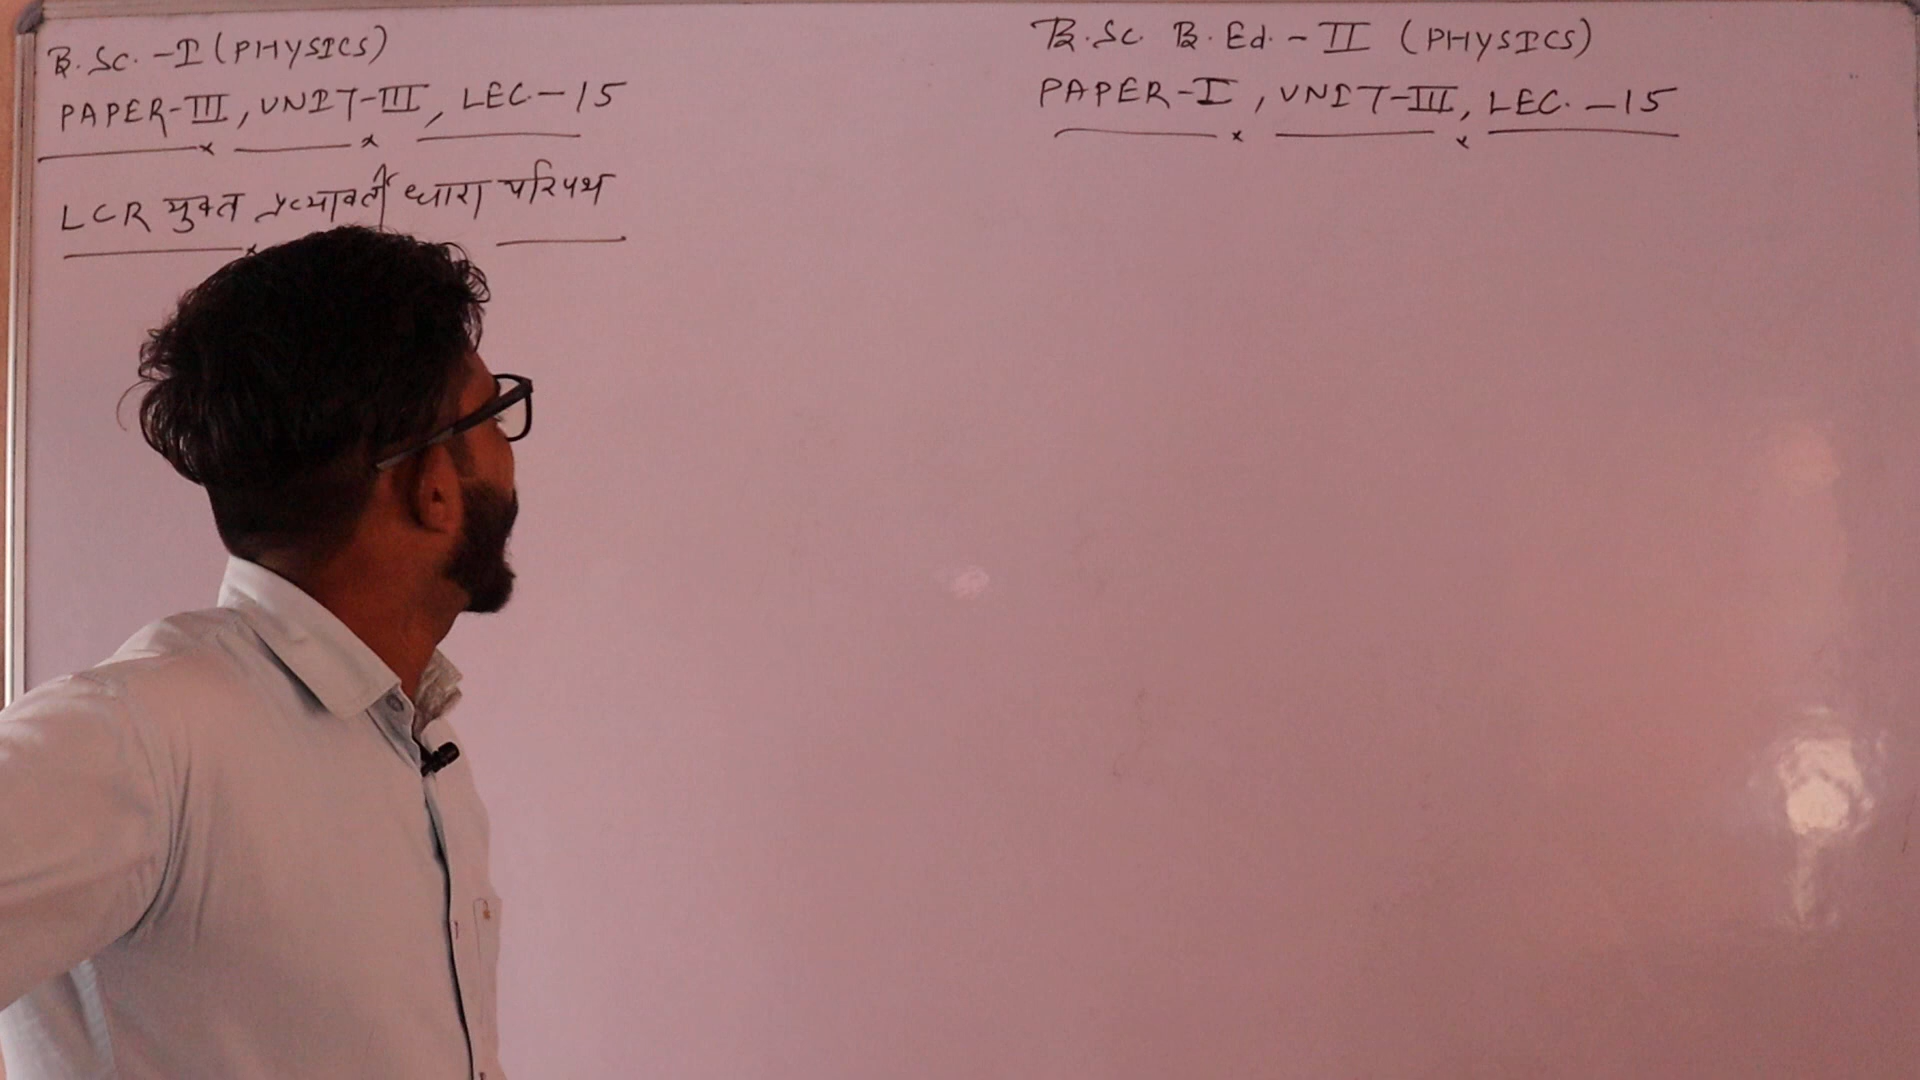 B.Sc.-I (PHYSICS)
PAPER-III, UNIT-III, LEC.-15
LCR युक्त प्रत्यावर्ती धारा परिपथ
B.Sc. B.Ed.-II (PHYSICS)
PAPER-I, UNIT-III, LEC.-15